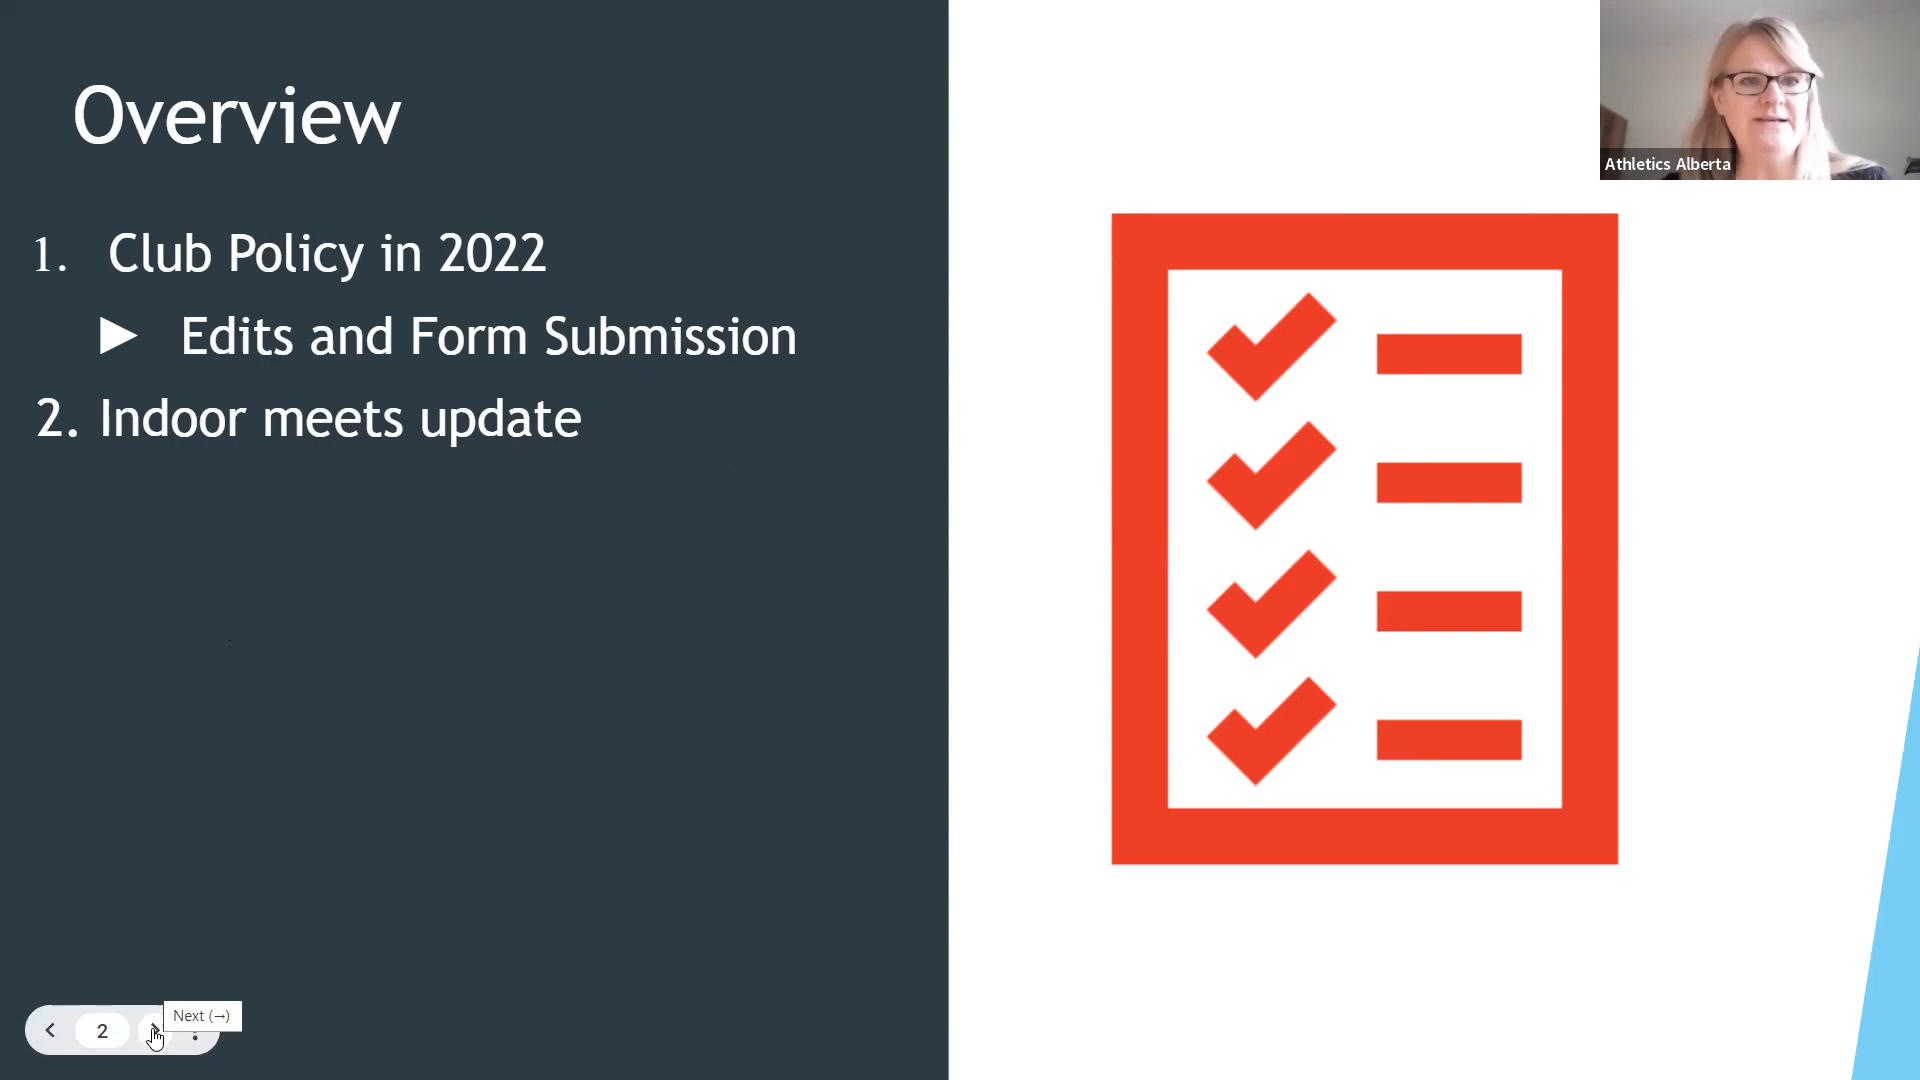 Overview
Athletics Alberta
1. Club Policy in 2022
▶ Edits and Form Submission
2. Indoor meets update
Next (→)
2